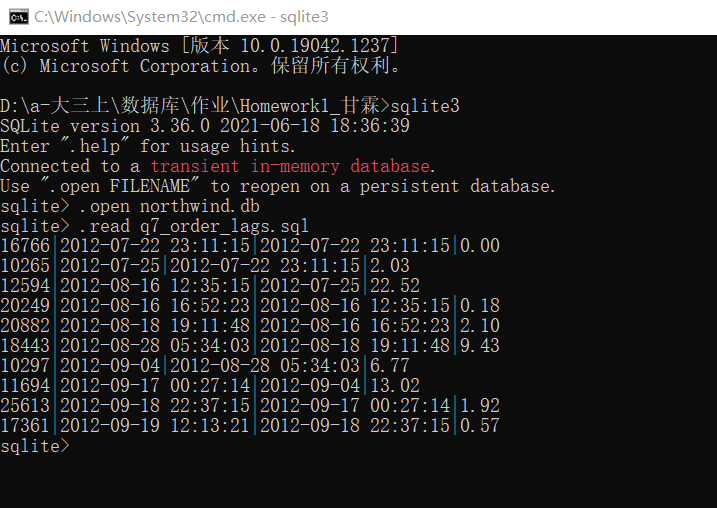 C:\Windows\System32\cmd.exe - sqlite3
Microsoft Windows [版本 10.0.19042.1237]
(c) Microsoft Corporation。保留所有权利。
D:\a-大三上\数据库\作业\Homework1_甘霖>sqlite3
SQLite version 3.36.0 2021-06-18 18:36:39
Enter ".help" for usage hints.
Connected to a transient in-memory database.
Use ".open FILENAME" to reopen on a persistent database.
sqlite> .open northwind.db
sqlite> .read q7_order_lags.sql
16766|2012-07-22 23:11:15|2012-07-22 23:11:15|0.00
10265|2012-07-25|2012-07-22 23:11:15|2.03
12594|2012-08-16 12:35:15|2012-07-25|22.52
20249|2012-08-16 16:52:23|2012-08-16 12:35:15|0.18
20882|2012-08-18 19:11:48|2012-08-16 16:52:23|2.10
18443|2012-08-28 05:34:03|2012-08-18 19:11:48|9.43
10297|2012-09-04|2012-08-28 05:34:03|6.77
11694|2012-09-17 00:27:14|2012-09-04|13.02
25613|2012-09-18 22:37:15|2012-09-17 00:27:14|1.92
17361|2012-09-19 12:13:21|2012-09-18 22:37:15|0.57
sqlite>